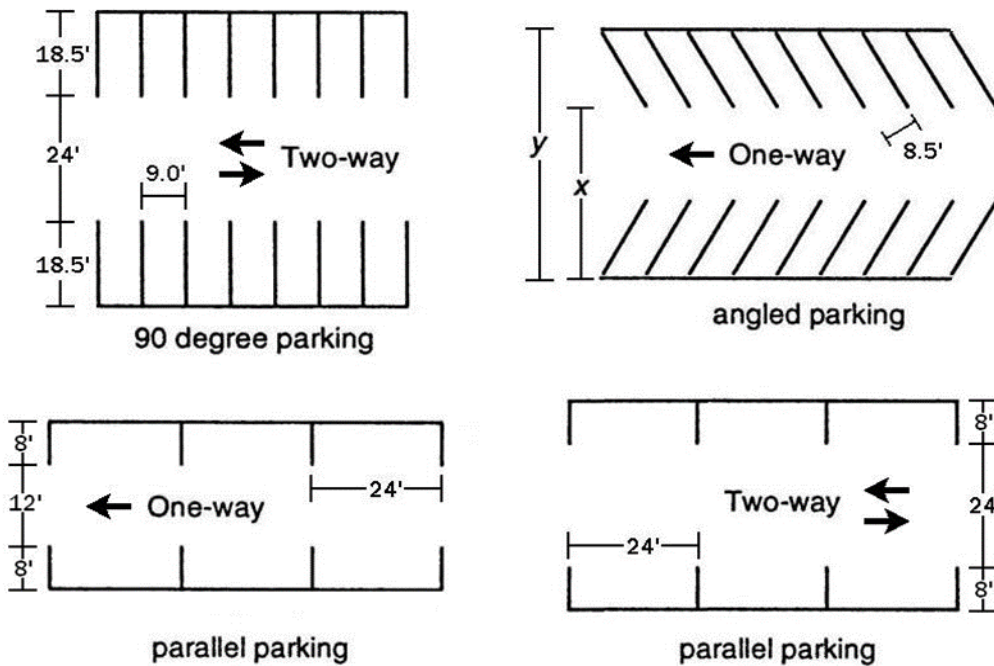 18.5'
24'
18.5'
9.0'
Two-way
90 degree parking
y
x
One-way
8.5'
angled parking
8'
12'
8'
One-way
24'
parallel parking
Two-way
24'
8'
24
8'
parallel parking